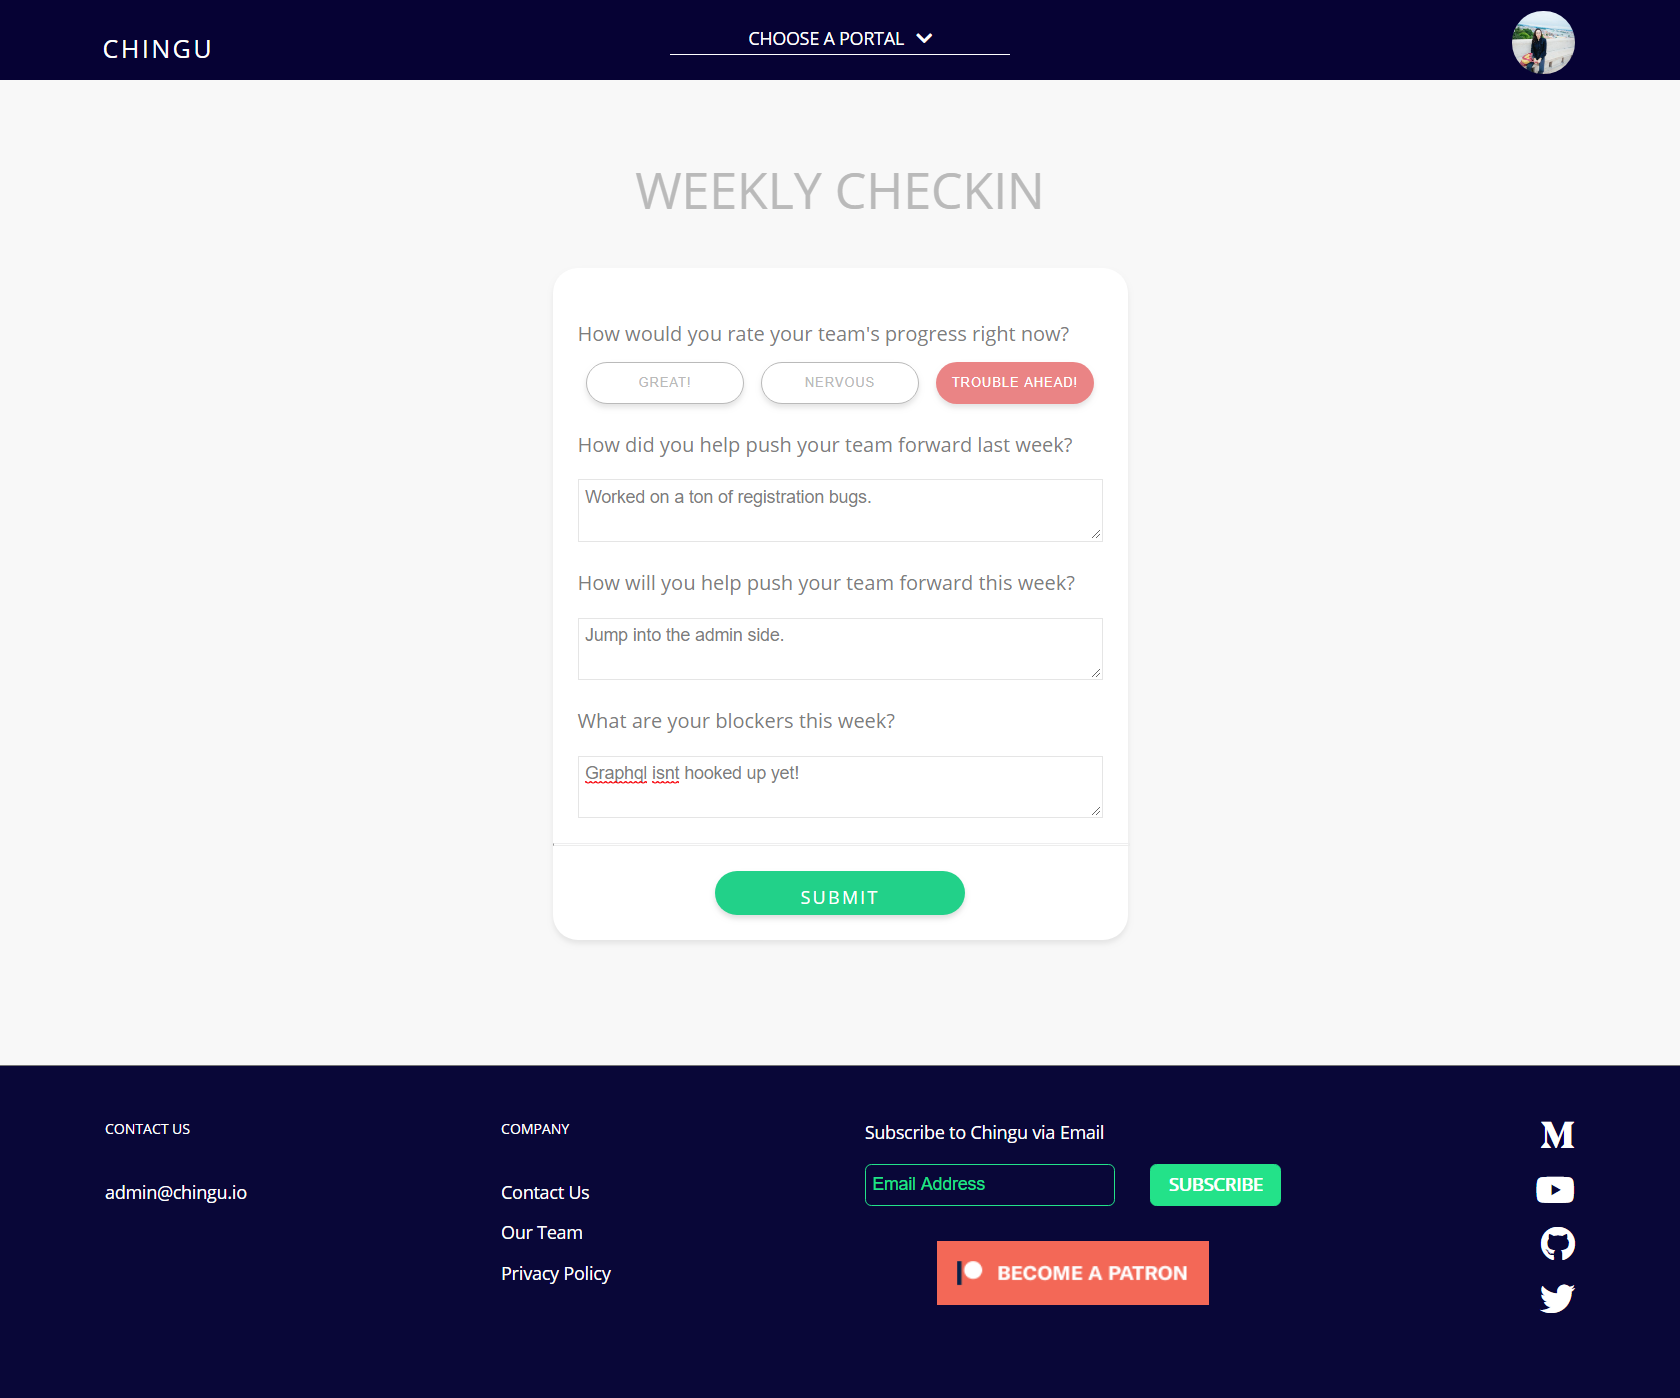 CHINGU
CHOOSE A PORTAL
WEEKLY CHECKIN
How would you rate your team's progress right now?
GREAT!
NERVOUS
TROUBLE AHEAD!
How did you help push your team forward last week?
Worked on a ton of registration bugs.
How will you help push your team forward this week?
Jump into the admin side.
What are your blockers this week?
Graphql isnt hooked up yet!
SUBMIT
CONTACT US
admin@chingu.io
COMPANY
Contact Us
Our Team
Privacy Policy
Subscribe to Chingu via Email
Email Address
SUBSCRIBE
BECOME A PATRON